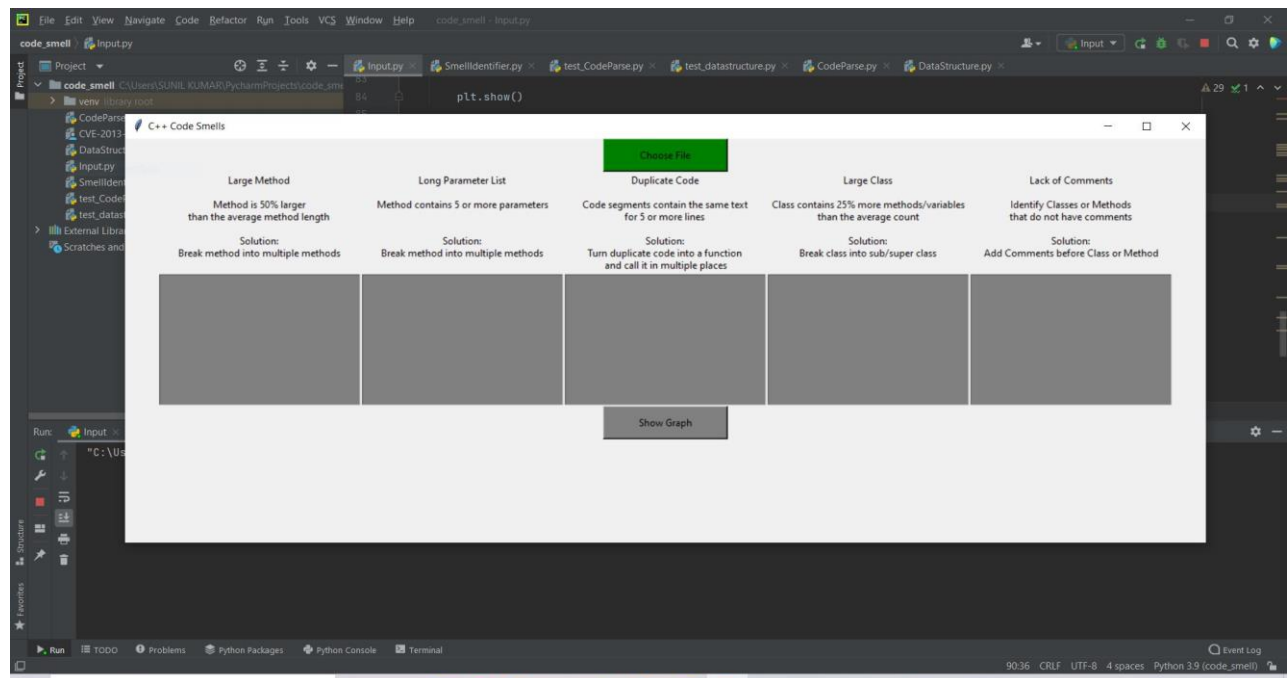 File Edit View Navigate Code Refactor Run Tools VCS Window Help code_smell - Input.py
code_smell Input.py
Input
Project
Input.py
SmellIdentifier.py
test_CodeParse.py
test_datastructure.py
CodeParse.py
DataStructure.py
Project
code_smell C:\Users\SUNIL KUMAR\PycharmProjects\code_sme
venv library root
CodeParse
CVE-2013-
DataStruct
Input.py
SmellIdent
test_CodeP
test_datast
External Libra
Scratches and
84
plt.show()
29 1
C++ Code Smells
Choose File
Large Method
Method is 50% larger
than the average method length
Solution:
Break method into multiple methods
Long Parameter List
Method contains 5 or more parameters
Solution:
Break method into multiple methods
Duplicate Code
Code segments contain the same text
for 5 or more lines
Solution:
Turn duplicate code into a function
and call it in multiple places
Large Class
Class contains 25% more methods/variables
than the average count
Solution:
Break class into sub/super class
Lack of Comments
Identify Classes or Methods
that do not have comments
Solution:
Add Comments before Class or Method
Show Graph
Run: Input
"C:\Us
Structure
Favorites
Run TODO Problems Python Packages Python Console Terminal Event Log
90:36 CRLF UTF-8 4 spaces Python 3.9 (code_smell)